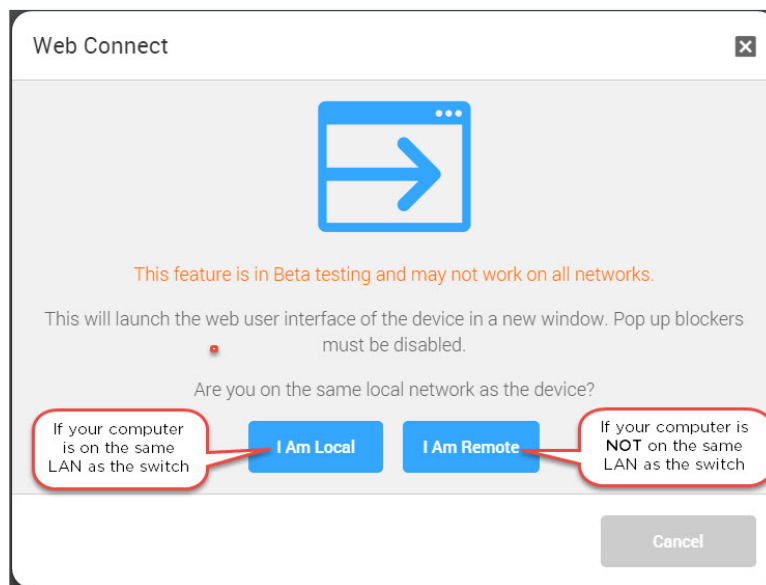 Web Connect
This feature is in Beta testing and may not work on all networks.
This will launch the web user interface of the device in a new window. Pop up blockers
must be disabled.
Are you on the same local network as the device?
If your computer
is on the same
LAN as the switch
I Am Local
I Am Remote
If your computer is
NOT on the same
LAN as the switch
Cancel